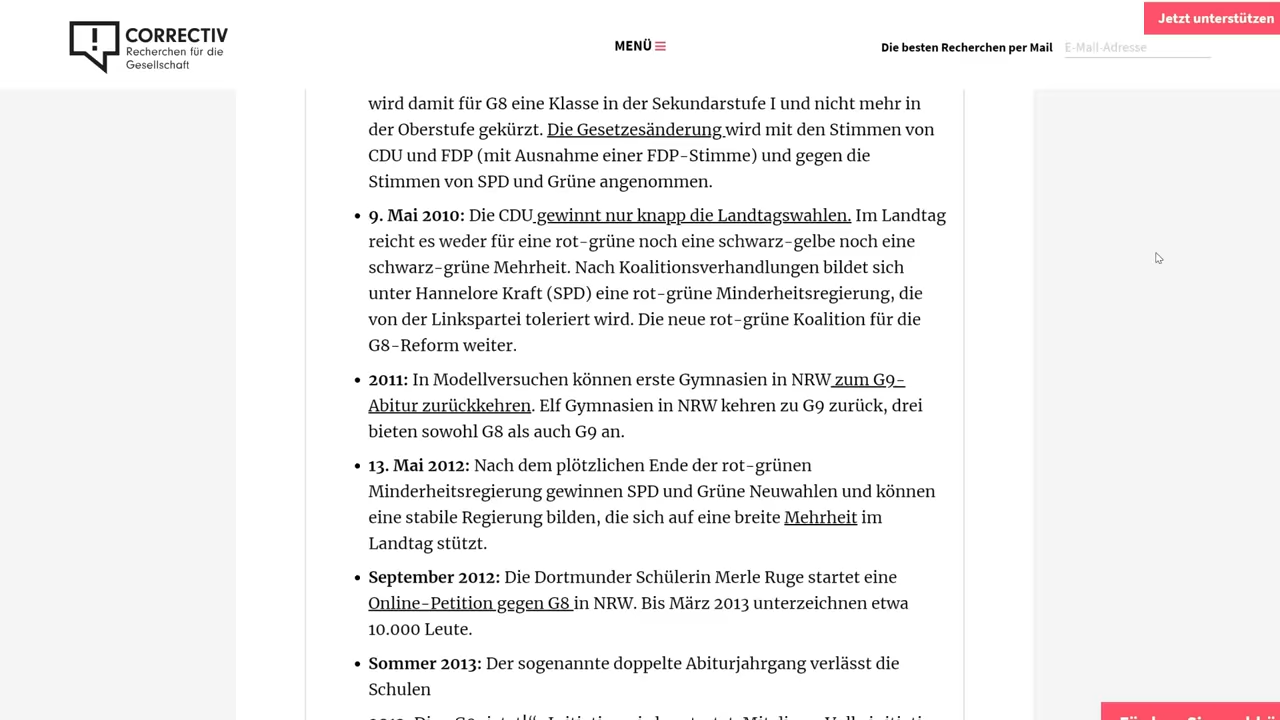 Jetzt unterstützen
CORRECTIV
Recherchen für die
Gesellschaft
MENÜ
Die besten Recherchen per Mail
E-Mail-Adresse
wird damit für G8 eine Klasse in der Sekundarstufe I und nicht mehr in
der Oberstufe gekürzt. Die Gesetzesänderung wird mit den Stimmen von
CDU und FDP (mit Ausnahme einer FDP-Stimme) und gegen die
Stimmen von SPD und Grüne angenommen.
• 9. Mai 2010: Die CDU gewinnt nur knapp die Landtagswahlen. Im Landtag
reicht es weder für eine rot-grüne noch eine schwarz-gelbe noch eine
schwarz-grüne Mehrheit. Nach Koalitionsverhandlungen bildet sich
unter Hannelore Kraft (SPD) eine rot-grüne Minderheitsregierung, die
von der Linkspartei toleriert wird. Die neue rot-grüne Koalition für die
G8-Reform weiter.
• 2011: In Modellversuchen können erste Gymnasien in NRW zum G9-
Abitur zurückkehren. Elf Gymnasien in NRW kehren zu G9 zurück, drei
bieten sowohl G8 als auch G9 an.
• 13. Mai 2012: Nach dem plötzlichen Ende der rot-grünen
Minderheitsregierung gewinnen SPD und Grüne Neuwahlen und können
eine stabile Regierung bilden, die sich auf eine breite Mehrheit im
Landtag stützt.
• September 2012: Die Dortmunder Schülerin Merle Ruge startet eine
Online-Petition gegen G8 in NRW. Bis März 2013 unterzeichnen etwa
10.000 Leute.
• Sommer 2013: Der sogenannte doppelte Abiturjahrgang verlässt die
Schulen